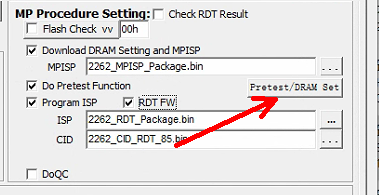 MP Procedure Setting: Check RDT Result
Flash Check vv 00h
Download DRAM Setting and MPISP
MPISP 2262_MPISP_Package.bin ...
Do Pretest Function Pretest/DRAM Set
Program ISP RDT FW
ISP 2262_RDT_Package.bin ...
CID 2262_CID_RDT_85.bin ...
DoQC